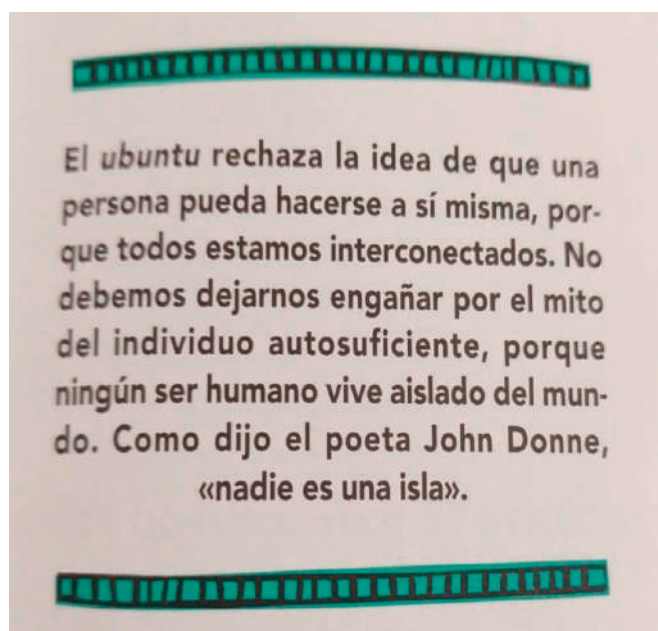 El ubuntu rechaza la idea de que una
persona pueda hacerse a sí misma, por-
que todos estamos interconectados. No
debemos dejarnos engañar por el mito
del individuo autosuficiente, porque
ningún ser humano vive aislado del mun-
do. Como dijo el poeta John Donne,
«nadie es una isla».